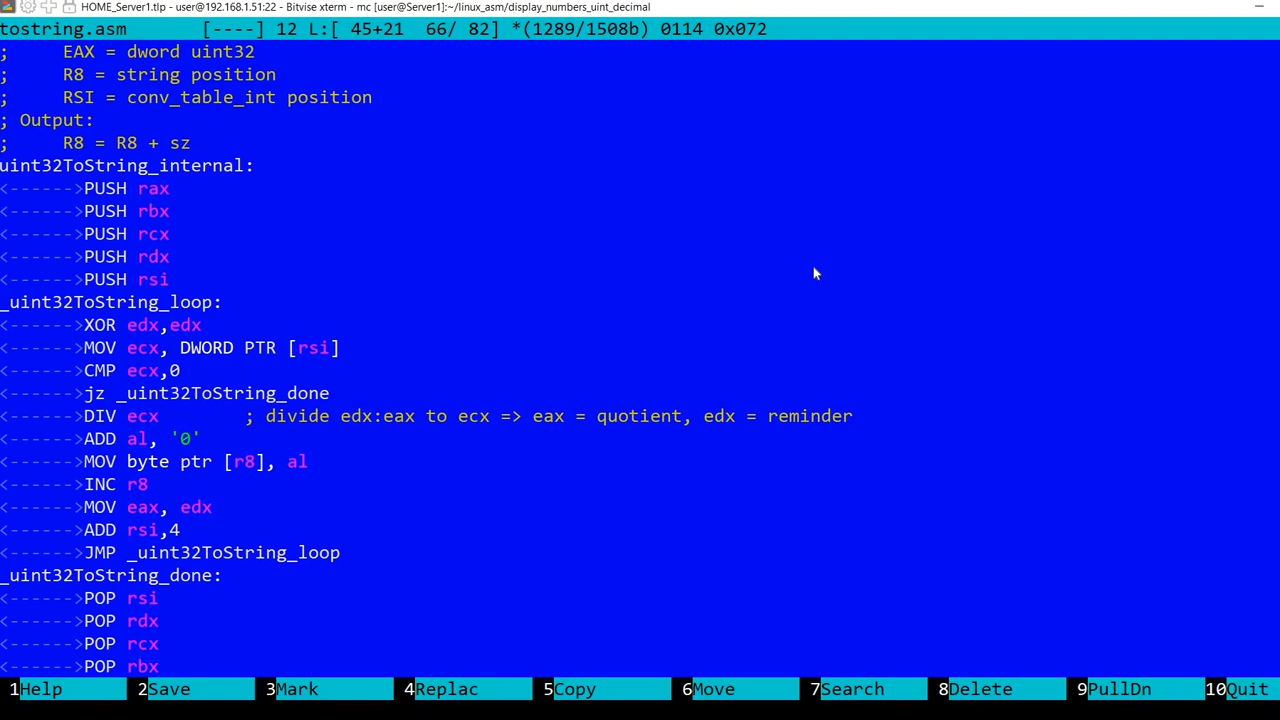 HOME_Server1.tlp - user@192.168.1.51:22 - Bitvise xterm - mc [user@Server1]:~/linux_asm/display_numbers_uint_decimal
tostring.asm       [----] 12 L:[ 45+21  66/ 82] *(1289/1508b) 0114 0x072
;     EAX = dword uint32
;     R8 = string position
;     RSI = conv_table_int position
; Output:
;     R8 = R8 + sz
uint32ToString_internal:
<------>PUSH rax
<------>PUSH rbx
<------>PUSH rcx
<------>PUSH rdx
<------>PUSH rsi
_uint32ToString_loop:
<------>XOR edx,edx
<------>MOV ecx, DWORD PTR [rsi]
<------>CMP ecx,0
<------>jz _uint32ToString_done
<------>DIV ecx        ; divide edx:eax to ecx => eax = quotient, edx = reminder
<------>ADD al, '0'
<------>MOV byte ptr [r8], al
<------>INC r8
<------>MOV eax, edx
<------>ADD rsi,4
<------>JMP _uint32ToString_loop
_uint32ToString_done:
<------>POP rsi
<------>POP rdx
<------>POP rcx
<------>POP rbx
1Help 2Save 3Mark 4Replac 5Copy 6Move 7Search 8Delete 9PullDn 10Quit